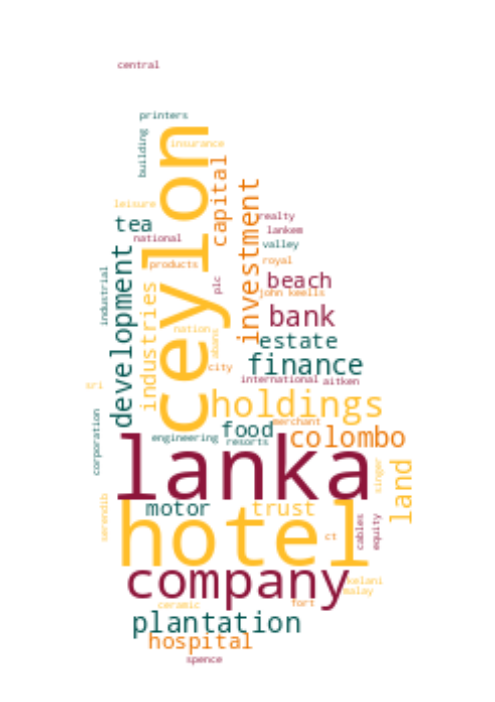 central
printers
building
insurance
ceylon
capital
leisure
tea
national
realty
lankem
valley
investment
development
industrial
products
plc
royal
beach
john keells
industries
bank
nation
abans
estate
finance
city
international
aitken
sri
holdings
merchant
food
colombo
engineering
resorts
corporation
lanka
singer
land
serendib
motor
trust
hotel
ct
cables
equity
company
kelani
malay
ceramic
fort
plantation
hospital
spence